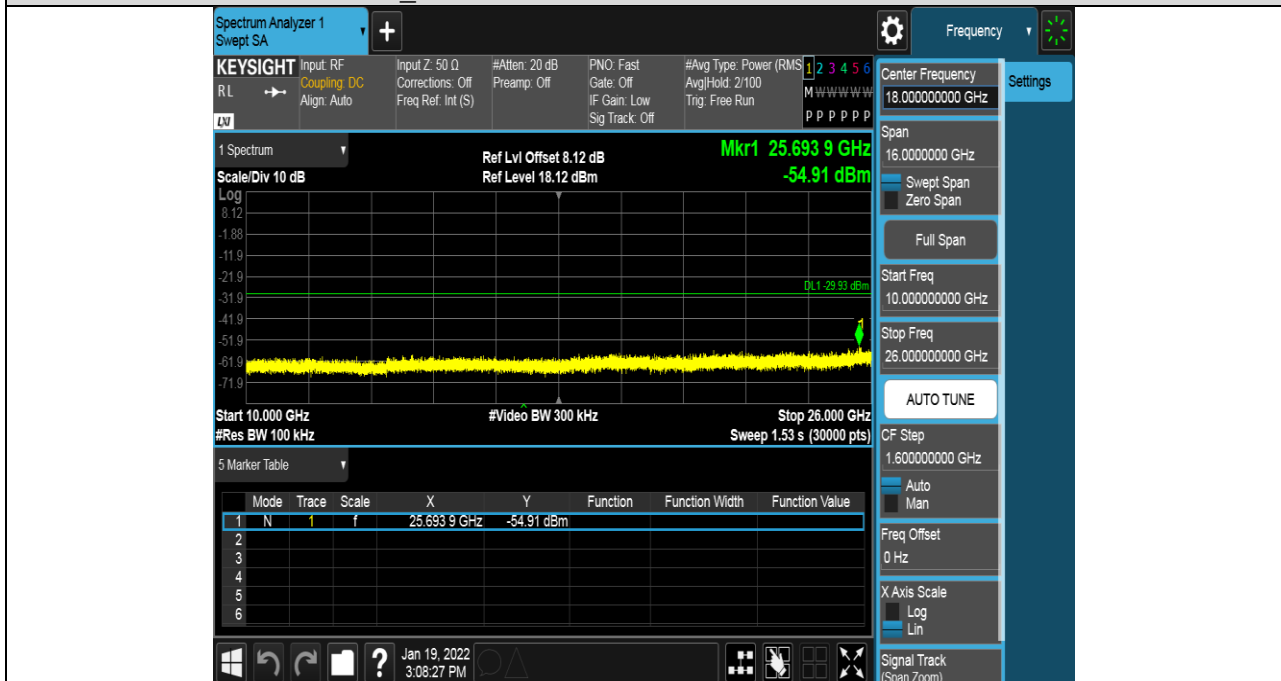 Spectrum Analyzer 1
Swept SA
Frequency
KEYSIGHT
RL
LXI
Input: RF
Coupling: DC
Align: Auto
Input Z: 50 Ω
Corrections: Off
Freq Ref: Int (S)
#Atten: 20 dB
Preamp: Off
PNO: Fast
Gate: Off
IF Gain: Low
Sig Track: Off
#Avg Type: Power (RMS
Avg|Hold: 2/100
Trig: Free Run
1 2 3 4 5 6
M W W W W W
P P P P P P
1 Spectrum
Scale/Div 10 dB
Ref Lvl Offset 8.12 dB
Ref Level 18.12 dBm
Mkr1 25.693 9 GHz
-54.91 dBm
Log
8.12
-1.88
-11.9
-21.9
-31.9
-41.9
-51.9
-61.9
-71.9
DL1 -29.93 dBm
1
Start 10.000 GHz
#Res BW 100 kHz
#Video BW 300 kHz
Stop 26.000 GHz
Sweep 1.53 s (30000 pts)
5 Marker Table
Mode Trace Scale X Y Function Function Width Function Value
1 N 1 f 25.693 9 GHz -54.91 dBm
2
3
4
5
6
Jan 19, 2022
3:08:27 PM
Center Frequency
18.000000000 GHz
Settings
Span
16.0000000 GHz
Swept Span
Zero Span
Full Span
Start Freq
10.000000000 GHz
Stop Freq
26.000000000 GHz
AUTO TUNE
CF Step
1.600000000 GHz
Auto
Man
Freq Offset
0 Hz
X Axis Scale
Log
Lin
Signal Track
(Span Zoom)